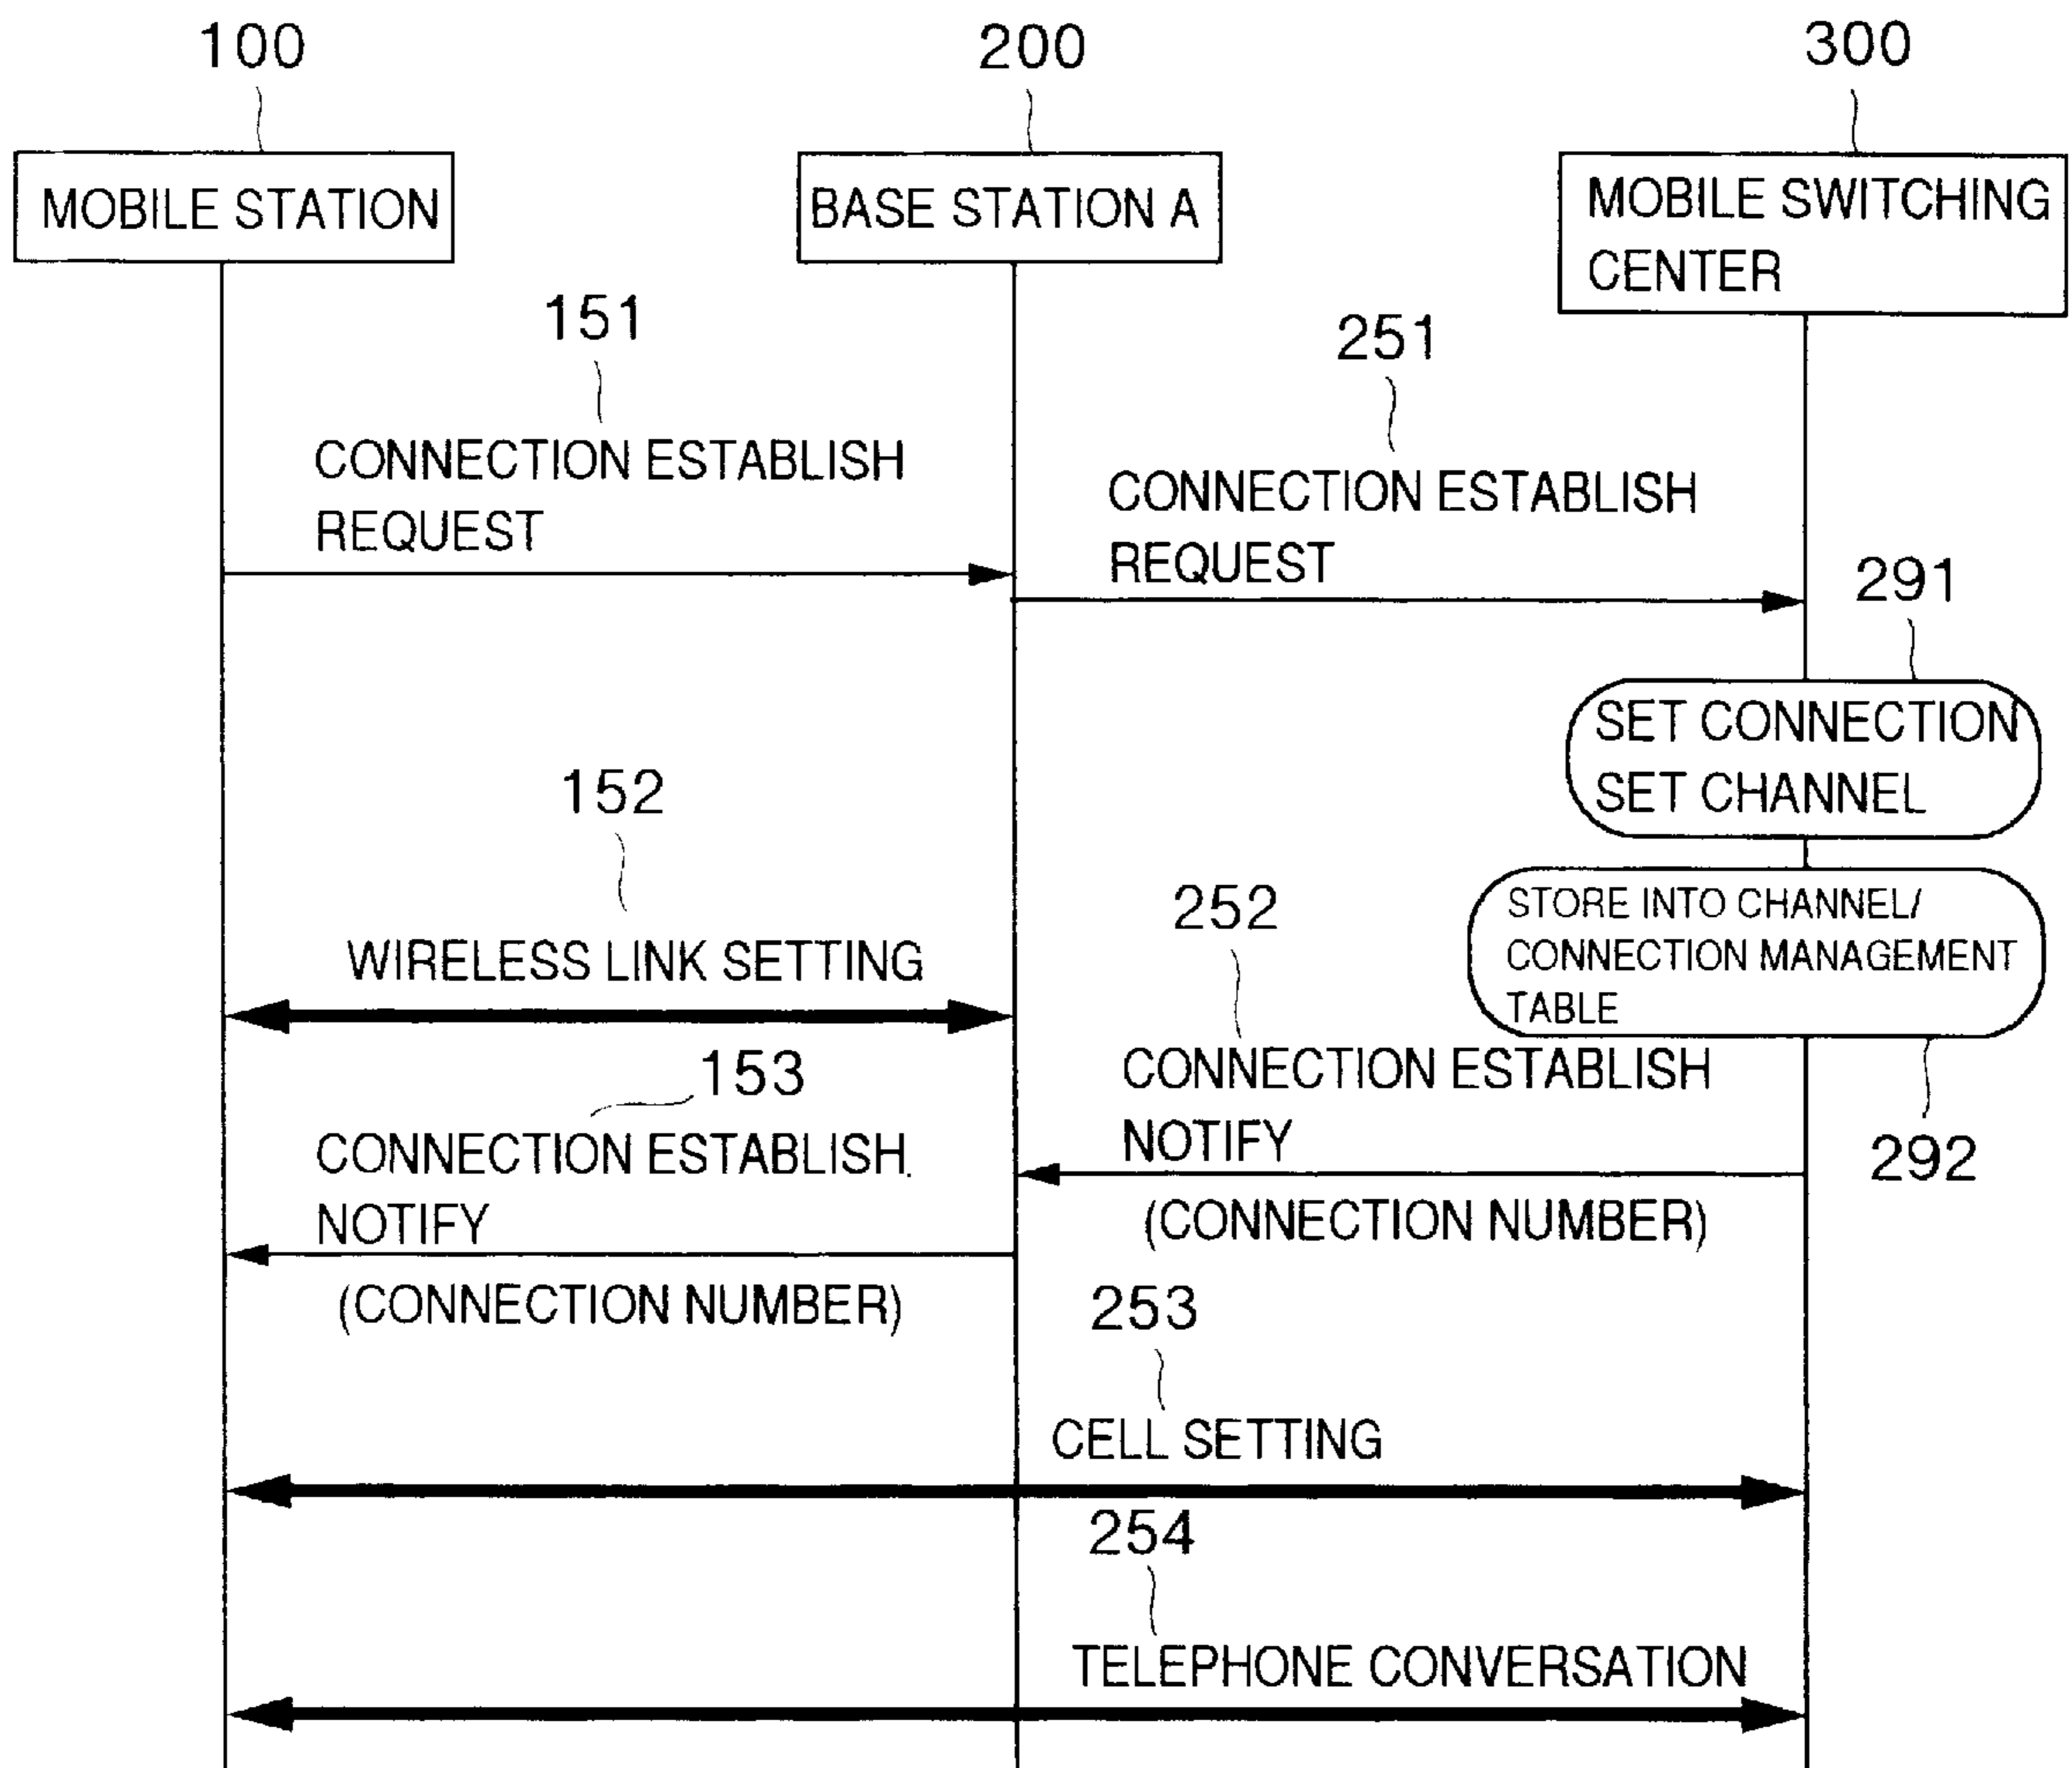 100
200
300
MOBILE STATION
BASE STATION A
MOBILE SWITCHING
CENTER
151
251
CONNECTION ESTABLISH
REQUEST
CONNECTION ESTABLISH
REQUEST
291
SET CONNECTION
SET CHANNEL
152
WIRELESS LINK SETTING
252
STORE INTO CHANNEL/
CONNECTION MANAGEMENT
TABLE
292
153
CONNECTION ESTABLISH
NOTIFY
(CONNECTION NUMBER)
CONNECTION ESTABLISH.
NOTIFY
(CONNECTION NUMBER)
253
CELL SETTING
254
TELEPHONE CONVERSATION